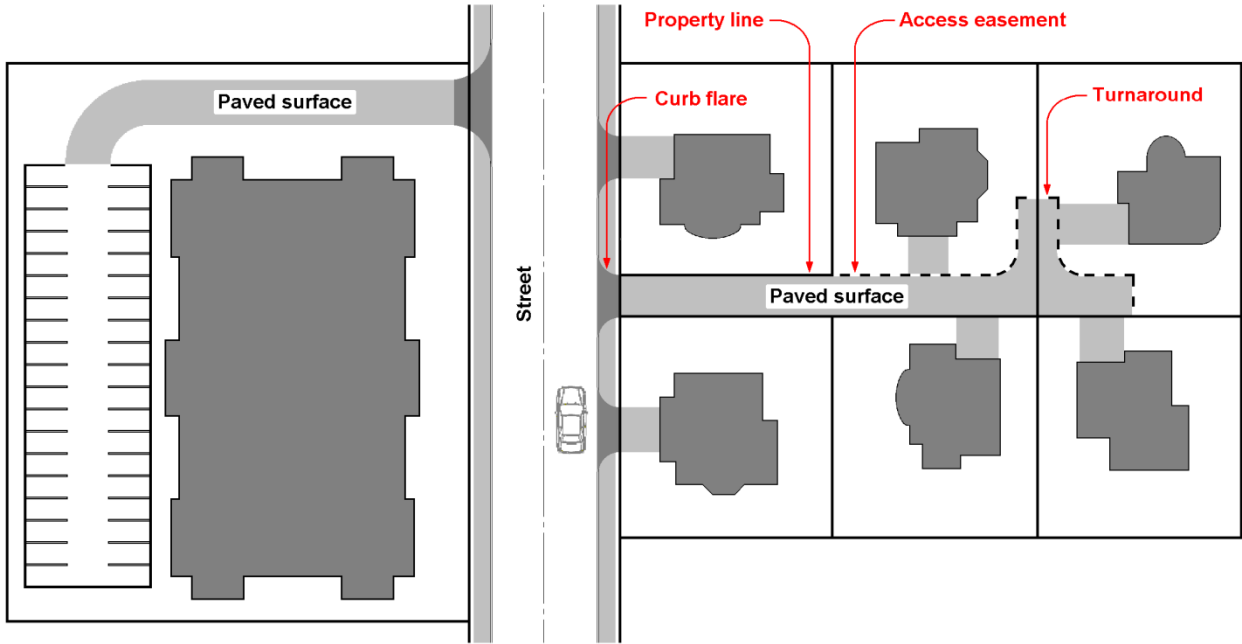 Property line
Access easement
Paved surface
Curb flare
Turnaround
Street
Paved surface